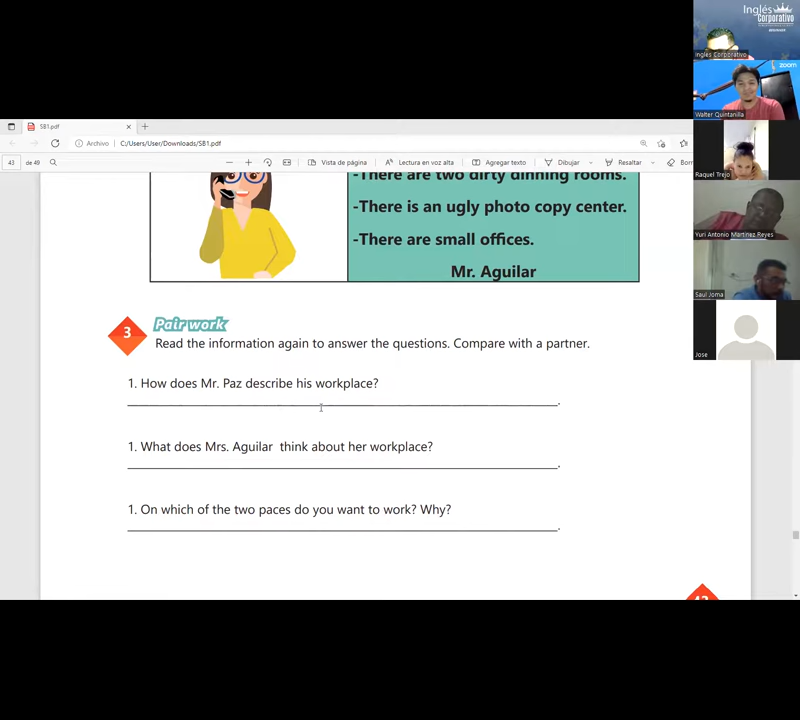 Inglés
Corporativo
Inglés Corporativo
zoom
Walter Quintanilla
Raquel Trejo
Yuri Antonio Martinez Reyes
Saul Joma
Jose
SB1.pdf
Archivo
C:/Users/User/Downloads/SB1.pdf
43 de 49
Vista de página
Lectura en voz alta
Agregar texto
Dibujar
Resaltar
Borr
-There are two dirty dinning rooms.
-There is an ugly photo copy center.
-There are small offices.
Mr. Aguilar
3
Pair work
Read the information again to answer the questions. Compare with a partner.
1. How does Mr. Paz describe his workplace?
1. What does Mrs. Aguilar think about her workplace?
1. On which of the two paces do you want to work? Why?